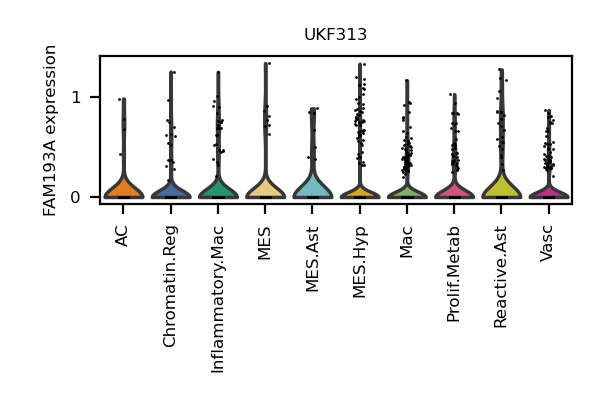 UKF313
FAM193A expression
1
0
AC
Chromatin.Reg
Inflammatory.Mac
MES
MES.Ast
MES.Hyp
Mac
Prolif.Metab
Reactive.Ast
Vasc